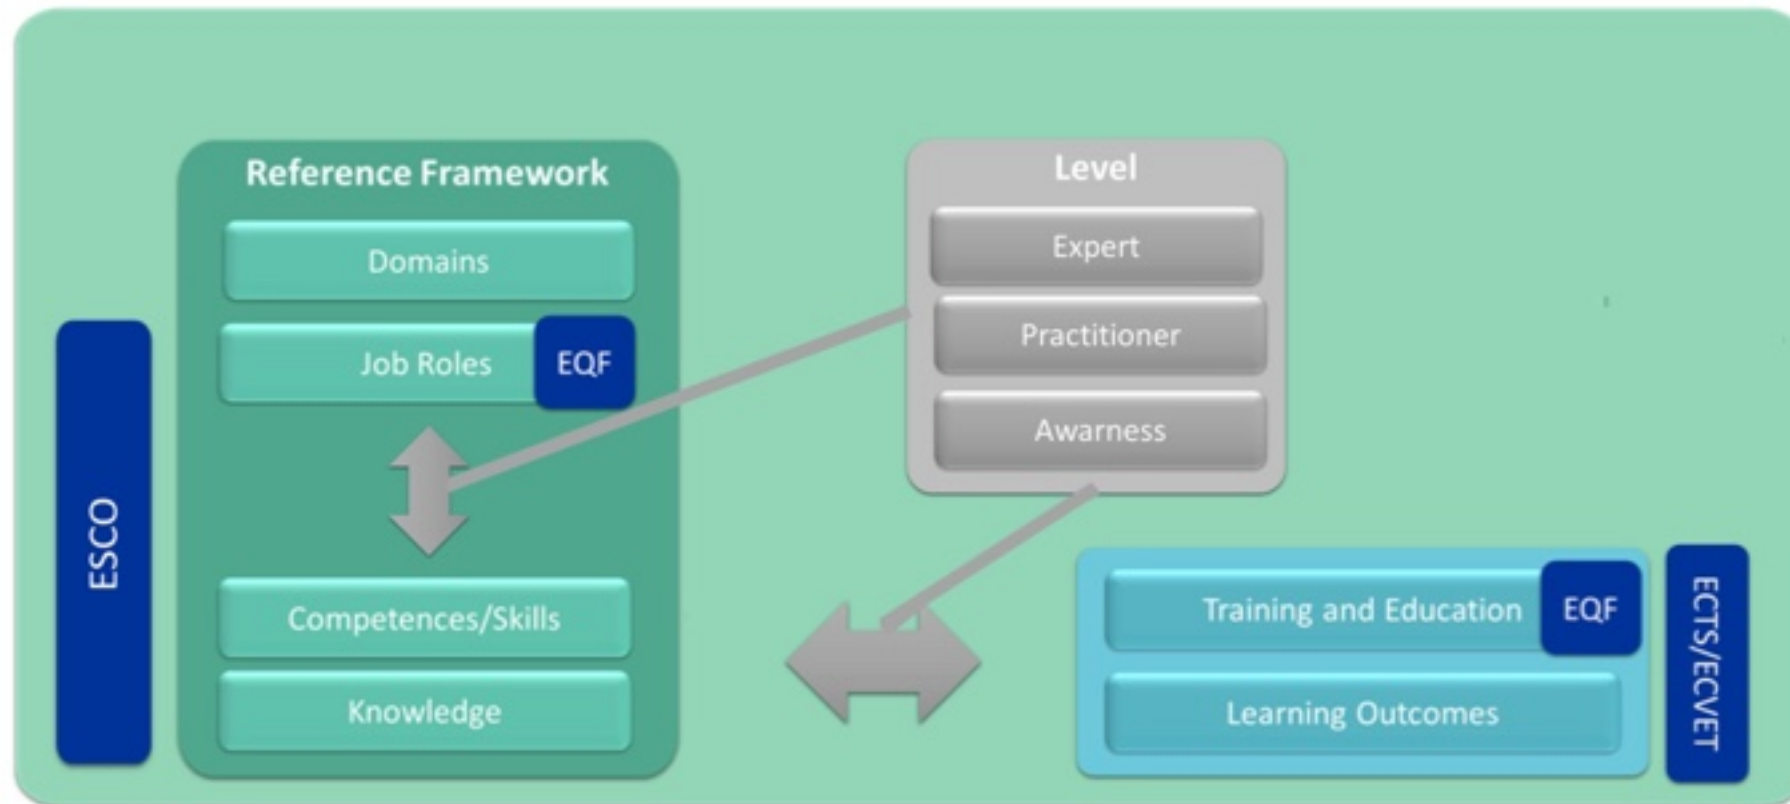 Reference Framework
Domains
Job Roles
EQF
Competences/Skills
Knowledge
ESCO
Level
Expert
Practitioner
Awarness
Training and Education
EQF
Learning Outcomes
ECTS/ECVET